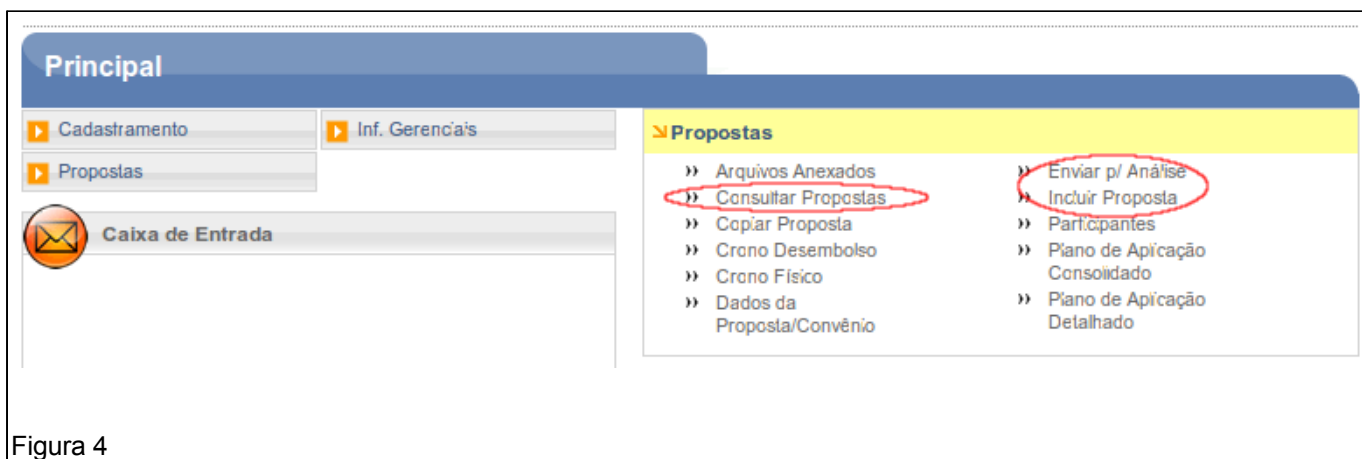 Principal
Cadastramento
Inf. Gerenciais
Propostas
Caixa de Entrada
Propostas
Arquivos Anexados
Consultar Propostas
Copiar Proposta
Crono Desembolso
Crono Físico
Dados da
Proposta/Convênio
Enviar p/ Análise
Incluir Proposta
Participantes
Plano de Aplicação
Consolidado
Plano de Aplicação
Detalhado
Figura 4